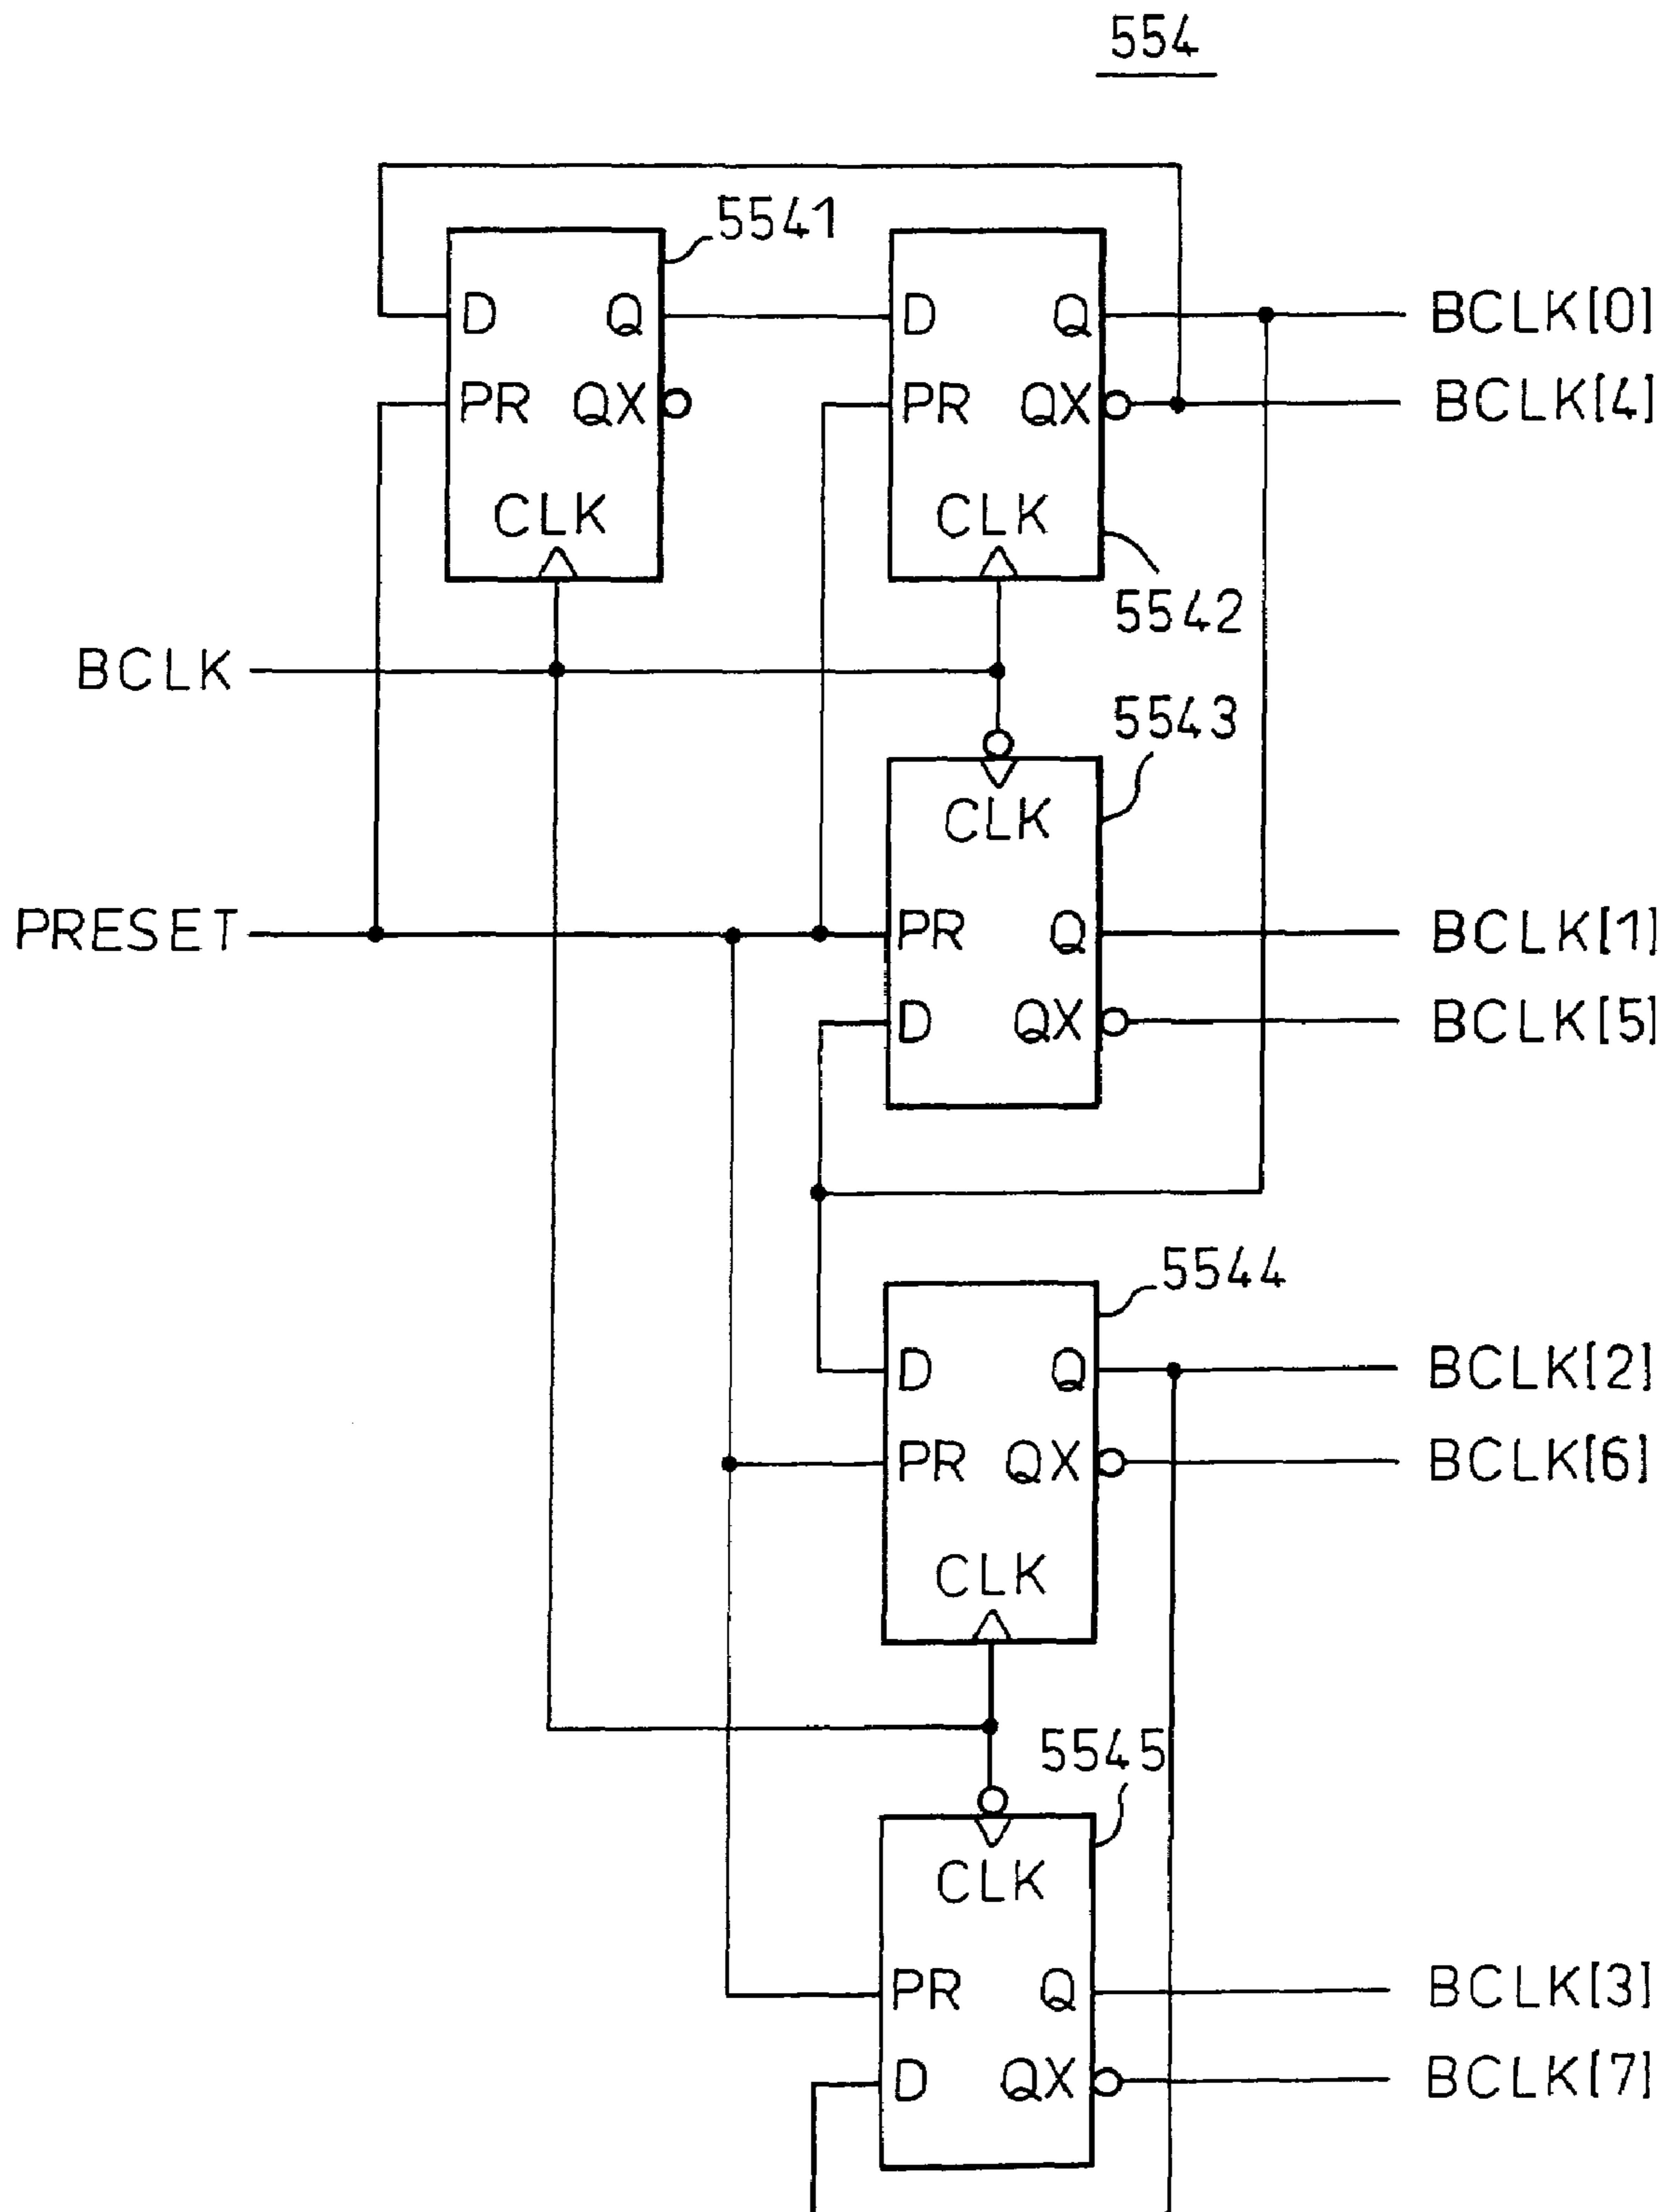 554
5541
D Q D Q BCLK[0]
PR QX PR QX BCLK[4]
CLK CLK
5542
BCLK
5543
CLK
PRESET PR Q BCLK[1]
D QX BCLK[5]
5544
D Q BCLK[2]
PR QX BCLK[6]
CLK
5545
CLK
PR Q BCLK[3]
D QX BCLK[7]